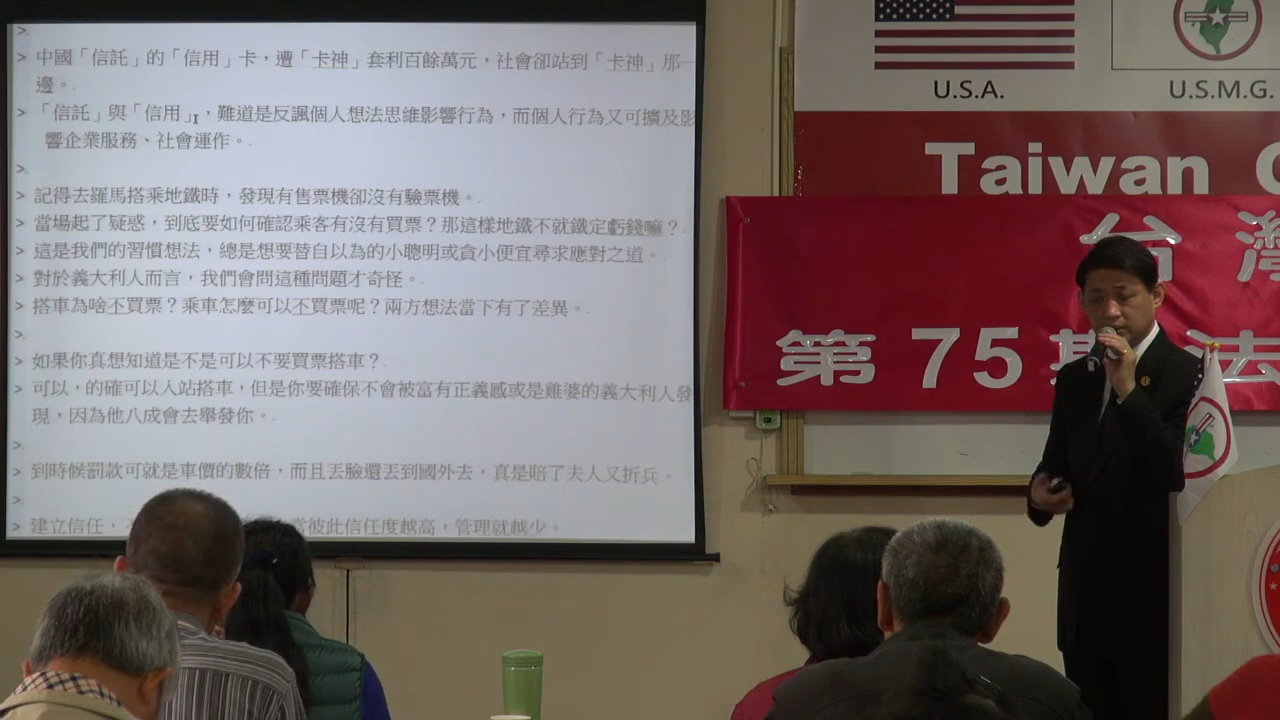 >
> 中國「信託」的「信用」卡，遭「卡神」套利百餘萬元，社會卻站到「卡神」那一
邊。
> 「信託」與「信用」，難道是反諷個人想法思維影響行為，而個人行為又可擴及影
響企業服務、社會運作。
>
> 記得去羅馬搭乘地鐵時，發現有售票機卻沒有驗票機。
> 當場起了疑惑，到底要如何確認乘客有沒有買票？那這樣地鐵不就鐵定虧錢嘛？
> 這是我們的習慣想法，總是想要替自以為的小聰明或貪小便宜尋求應對之道。
> 對於義大利人而言，我們會問這種問題才奇怪。
> 搭車為啥不買票？乘車怎麼可以不買票呢？兩方想法當下有了差異。
>
> 如果你真想知道是不是可以不要買票搭車？
> 可以，的確可以入站搭車，但是你要確保不會被富有正義感或是雞婆的義大利人發
現，因為他八成會去舉發你。
>
> 到時候罰款可就是車價的數倍，而且丟臉還丟到國外去，真是賠了夫人又折兵。
>
> 建立信任，當彼此信任度越高，管理就越少。
U.S.A.
U.S.M.G.
Taiwan C
台灣
第75期法